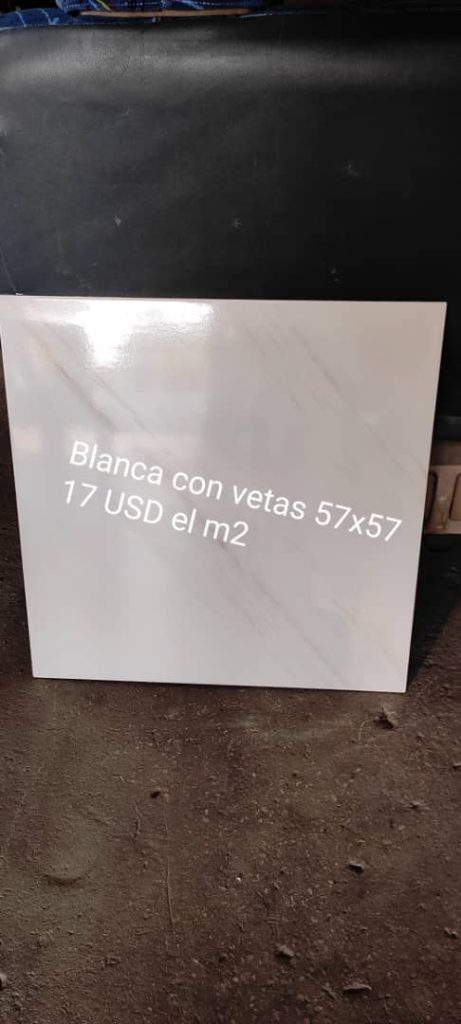 Blanca con vetas 57x57
17 USD el m2